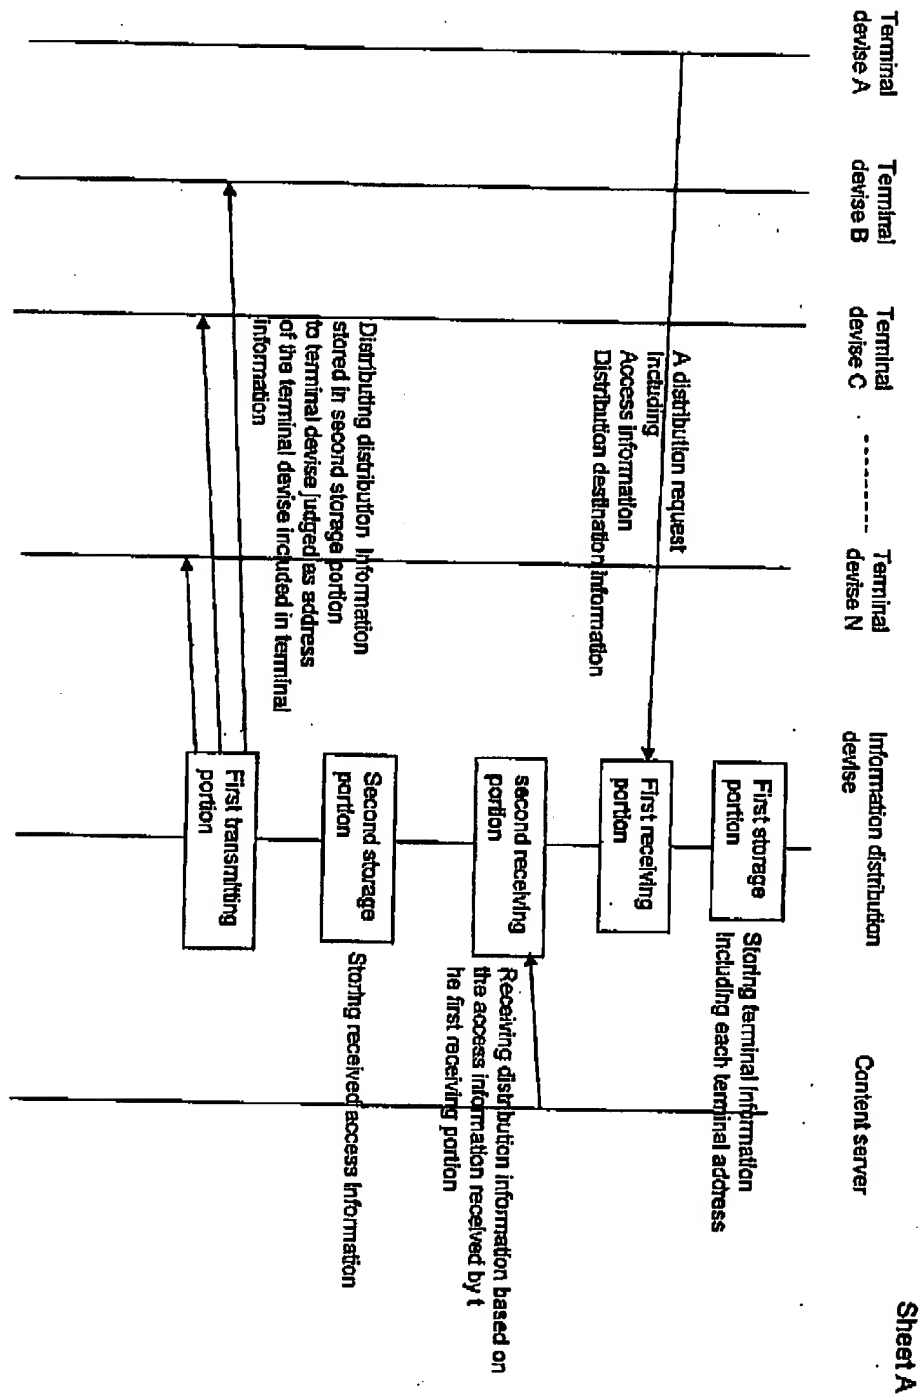 Sheet A
Terminal
devise A
Terminal
devise B
Terminal
devise C
---------
Terminal
devise N
Information distribution
devise
Content server
First storage
portion
Storing terminal Information
Including each terminal address
A distribution request
Including
Access information
Distribution destination information
First receiving
portion
second receiving
portion
Receiving distribution information based on
the access information received by t
he first receiving portion
Second storage
portion
Storing received access Information
Distributing distribution Information
stored in second storage portion
to terminal devise judged as address
of the terminal devise included in terminal
information
First transmitting
portion